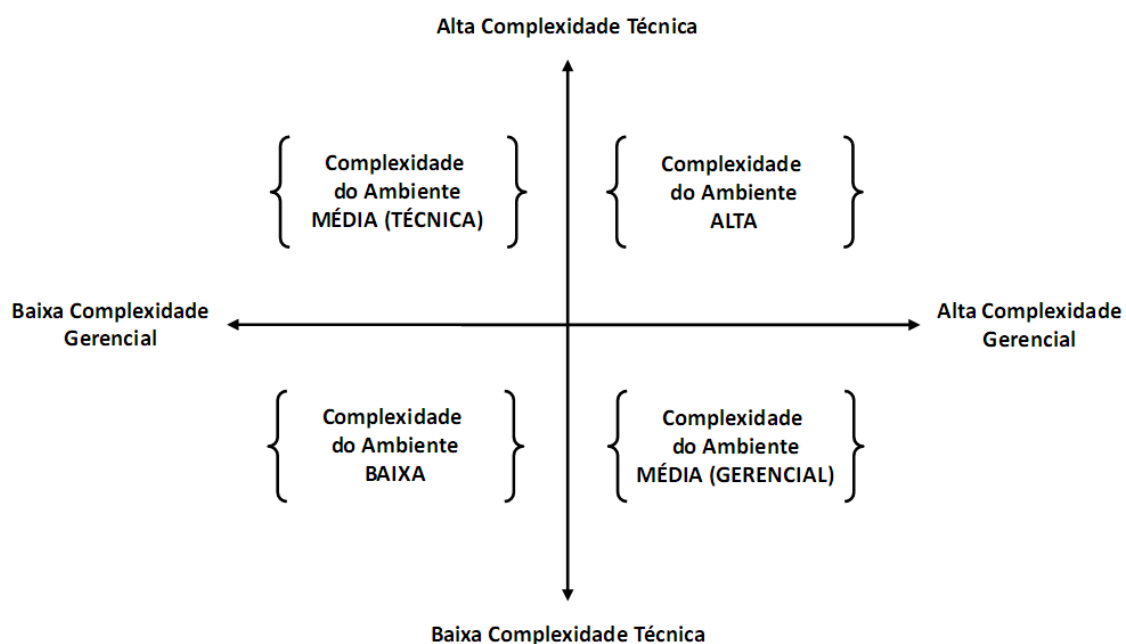 Alta Complexidade Técnica
Complexidade
do Ambiente
MÉDIA (TÉCNICA)
Complexidade
do Ambiente
ALTA
Baixa Complexidade
Gerencial
Alta Complexidade
Gerencial
Complexidade
do Ambiente
BAIXA
Complexidade
do Ambiente
MÉDIA (GERENCIAL)
Baixa Complexidade Técnica